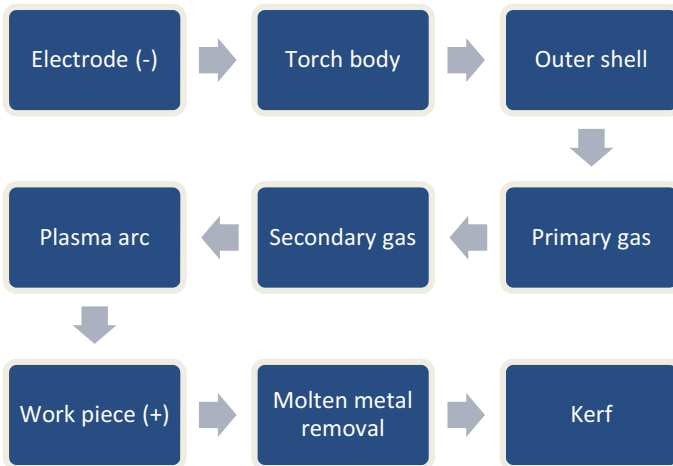 Electrode (-)
Torch body
Outer shell
Primary gas
Secondary gas
Plasma arc
Work piece (+)
Molten metal
removal
Kerf